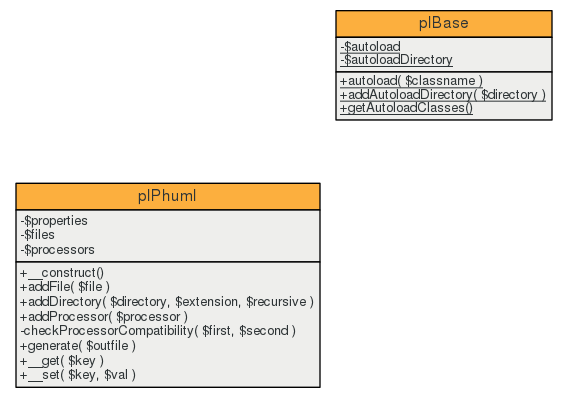 plBase
-$autoload
-$autoloadDirectory
+autoload( $classname )
+addAutoloadDirectory( $directory )
+getAutoloadClasses()
plPhuml
-$properties
-$files
-$processors
+__construct()
+addFile( $file )
+addDirectory( $directory, $extension, $recursive )
+addProcessor( $processor )
-checkProcessorCompatibility( $first, $second )
+generate( $outfile )
+__get( $key )
+__set( $key, $val )